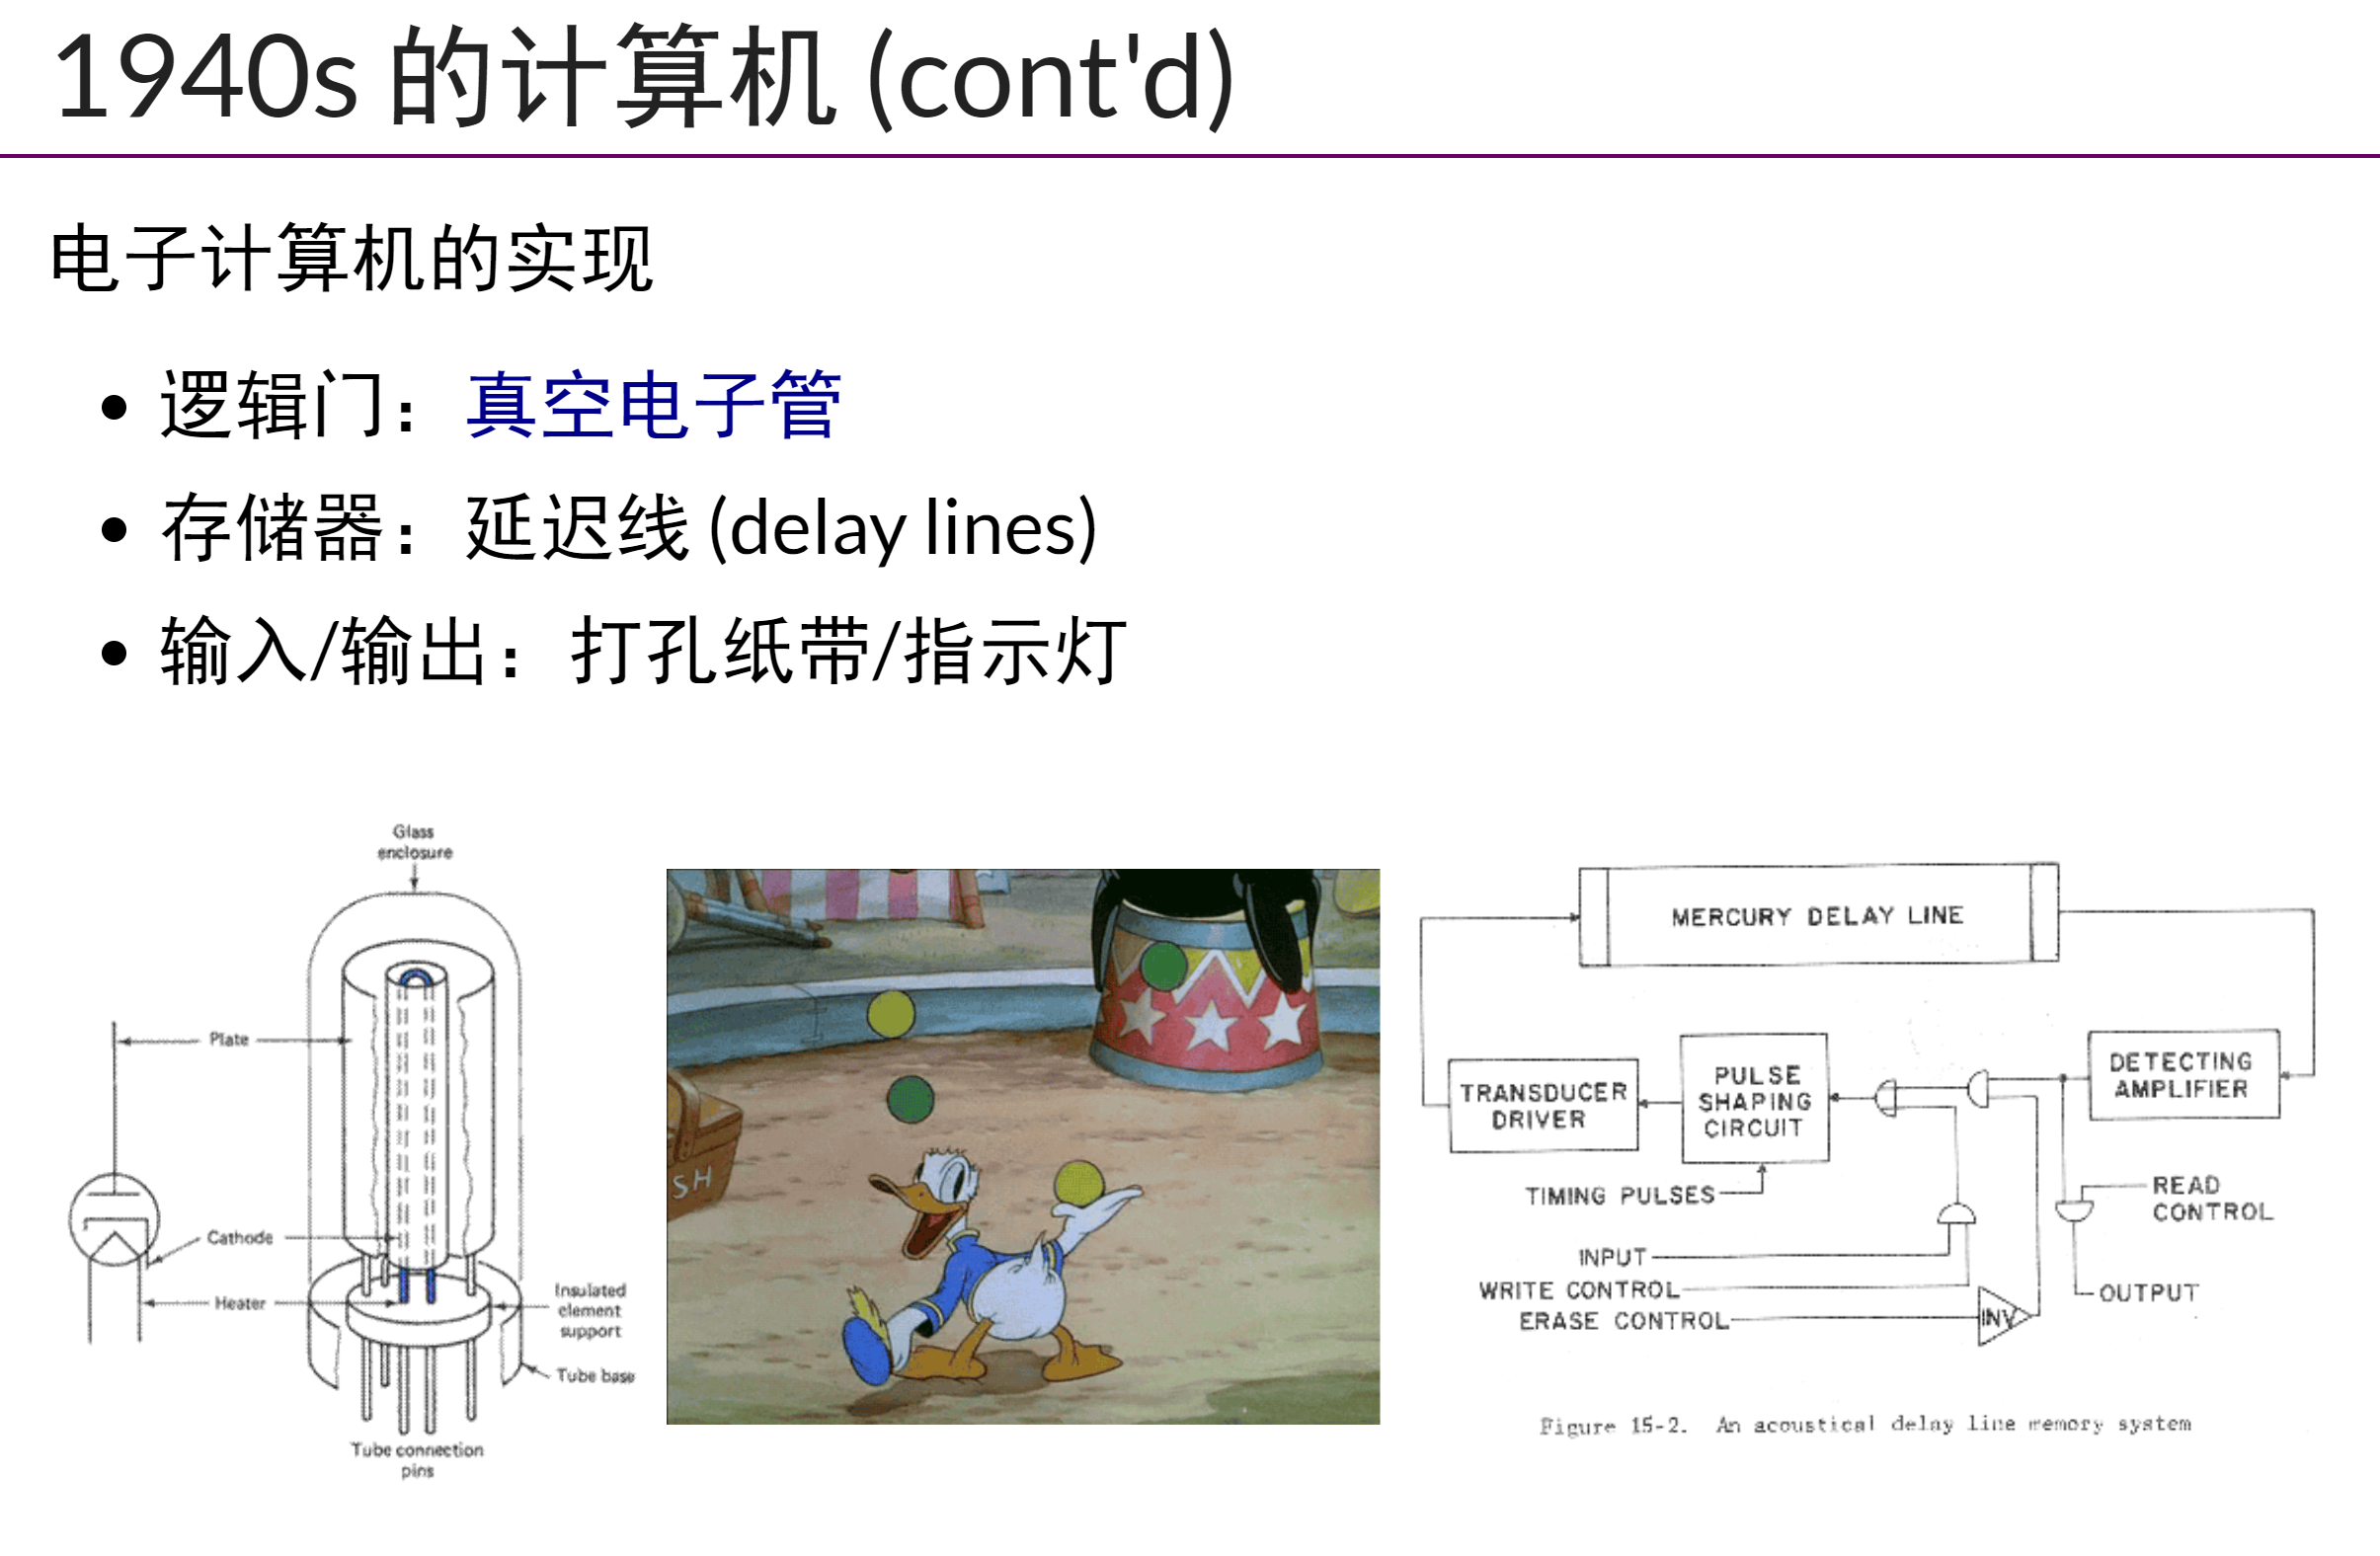 1940s 的计算机 (cont'd)
电子计算机的实现
逻辑门：真空电子管
存储器：延迟线 (delay lines)
输入/输出：打孔纸带/指示灯
Glass
enclosure
Plate
Cathode
Heater
Insulated
element
support
Tube base
Tube connection
pins
SH
MERCURY DELAY LINE
TRANSDUCER
DRIVER
PULSE
SHAPING
CIRCUIT
DETECTING
AMPLIFIER
TIMING PULSES
READ
CONTROL
INPUT
WRITE CONTROL
ERASE CONTROL
INV
OUTPUT
Figure 15-2. An acoustical delay line memory system